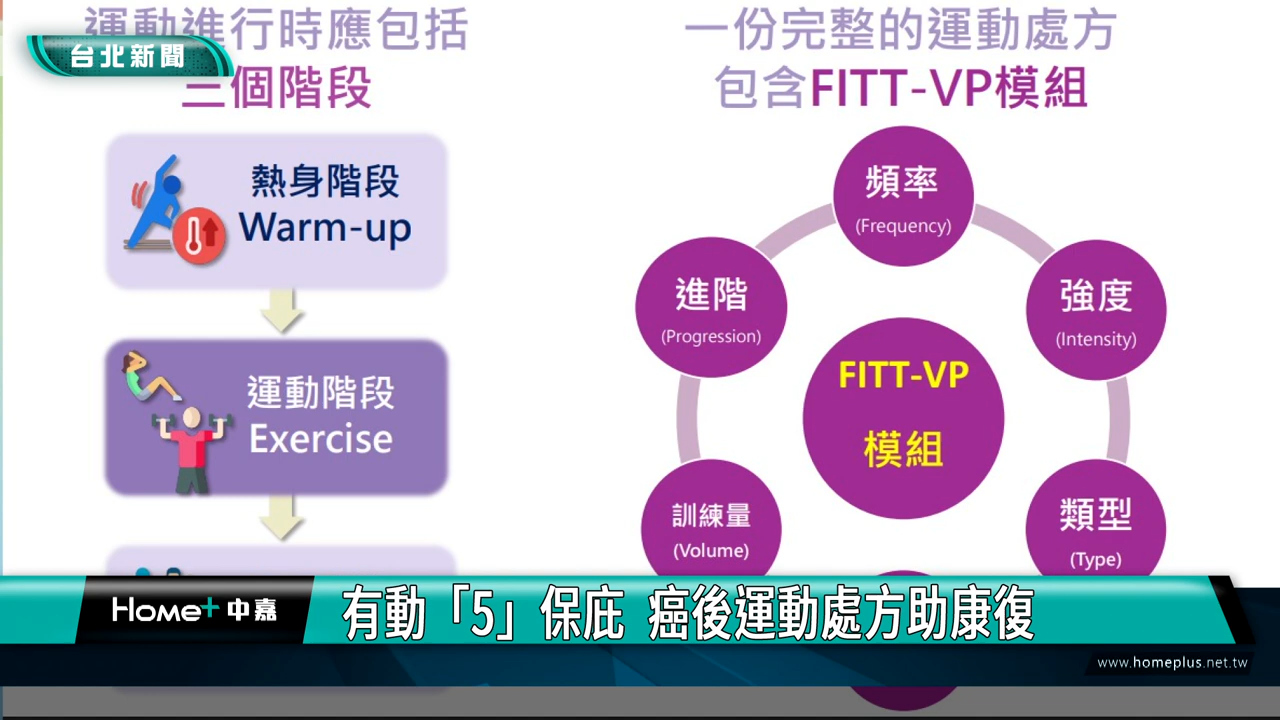 運動進行時應包括
三個階段
台北新聞
熱身階段
Warm-up
運動階段
Exercise
一份完整的運動處方
包含FITT-VP模組
頻率
(Frequency)
強度
(Intensity)
類型
(Type)
訓練量
(Volume)
進階
(Progression)
FITT-VP
模組
Home+中嘉
有動「5」保庇 癌後運動處方助康復
www.homeplus.net.tw